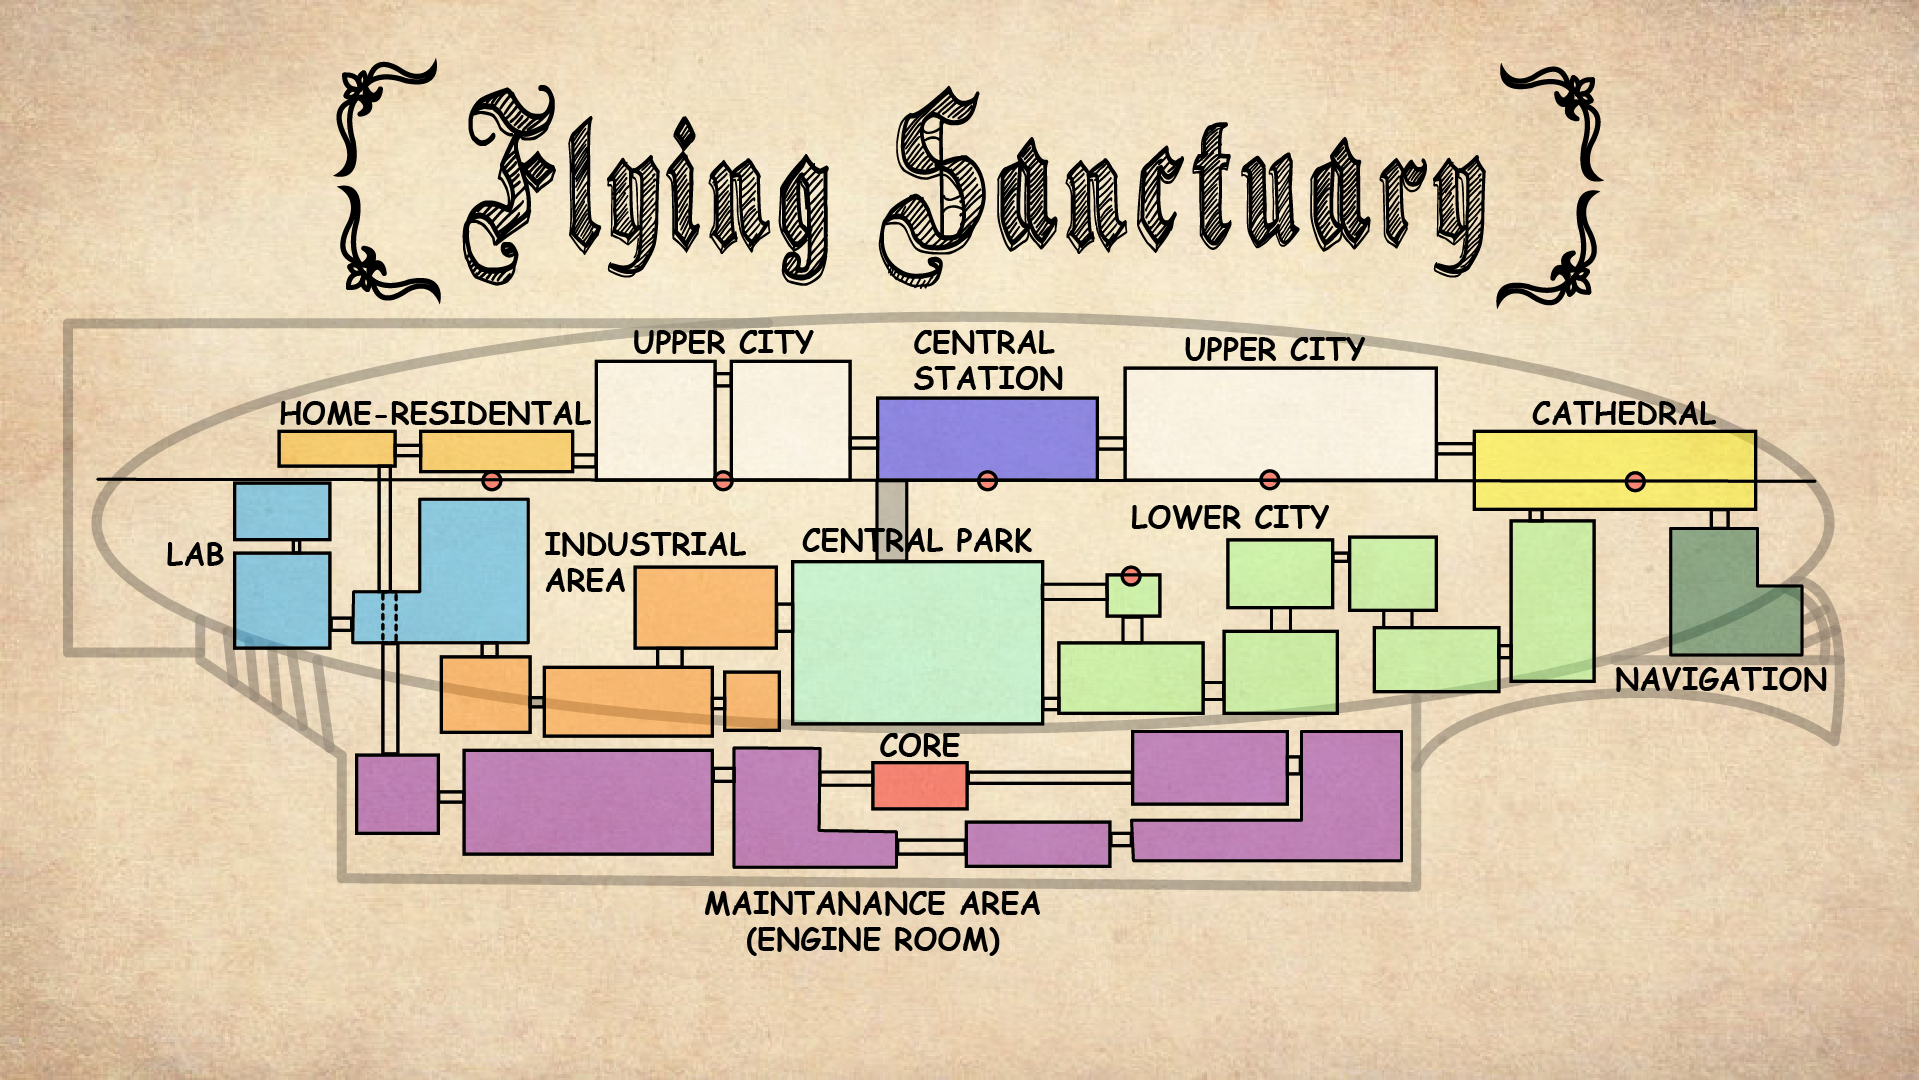 Flying Sanctuary
UPPER CITY
CENTRAL
STATION
UPPER CITY
HOME-RESIDENTAL
CATHEDRAL
LAB
INDUSTRIAL
AREA
CENTRAL PARK
LOWER CITY
NAVIGATION
CORE
MAINTANANCE AREA
(ENGINE ROOM)